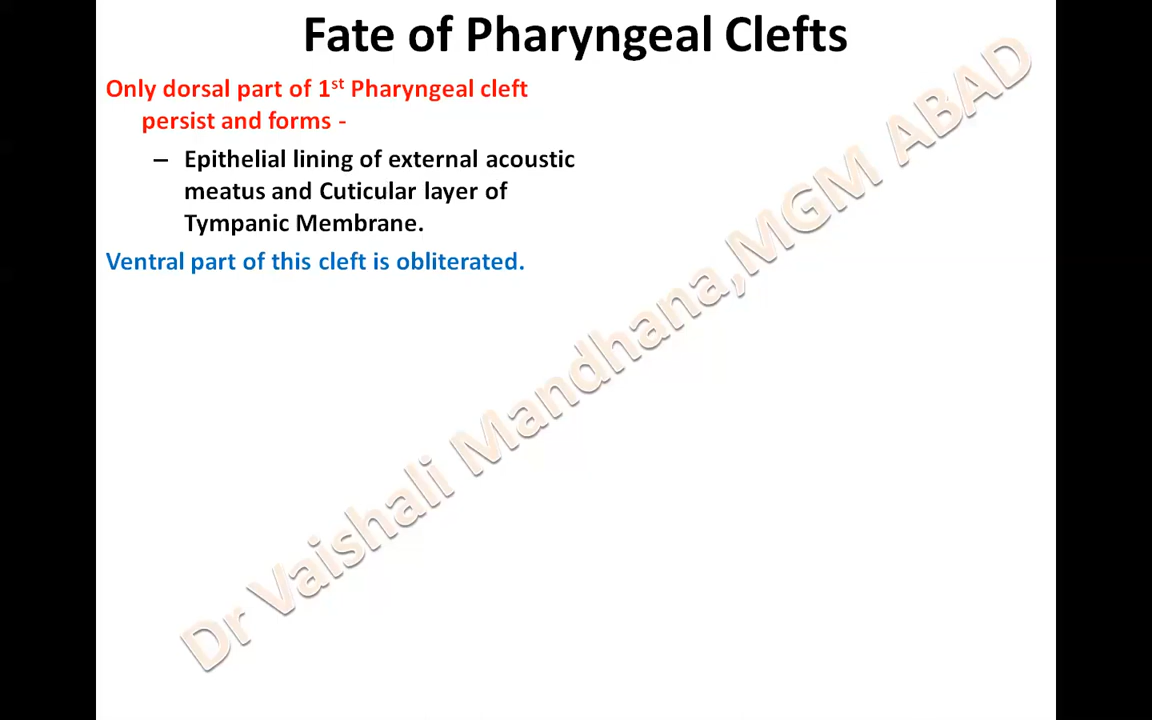 Fate of Pharyngeal Clefts
Only dorsal part of 1st Pharyngeal cleft
persist and forms -
– Epithelial lining of external acoustic
meatus and Cuticular layer of
Tympanic Membrane.
Ventral part of this cleft is obliterated.
Dr Vaishali Mandhana,MGM ABAD